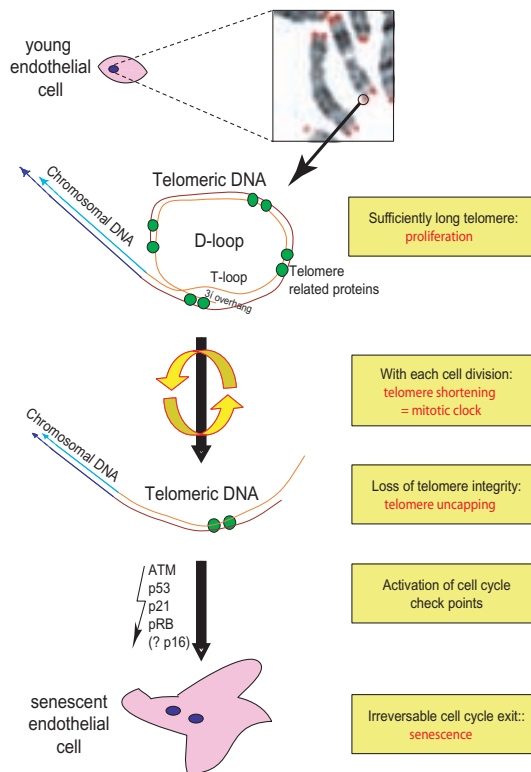 young
endothelial
cell
Chromosomal DNA
Telomeric DNA
D-loop
T-loop
3í overhang
Telomere
related proteins
Sufficiently long telomere:
proliferation
With each cell division:
telomere shortening
= mitotic clock
Chromosomal DNA
Telomeric DNA
Loss of telomere integrity:
telomere uncapping
ATM
p53
p21
pRB
(? p16)
Activation of cell cycle
check points
senescent
endothelial
cell
Irreversable cell cycle exit::
senescence